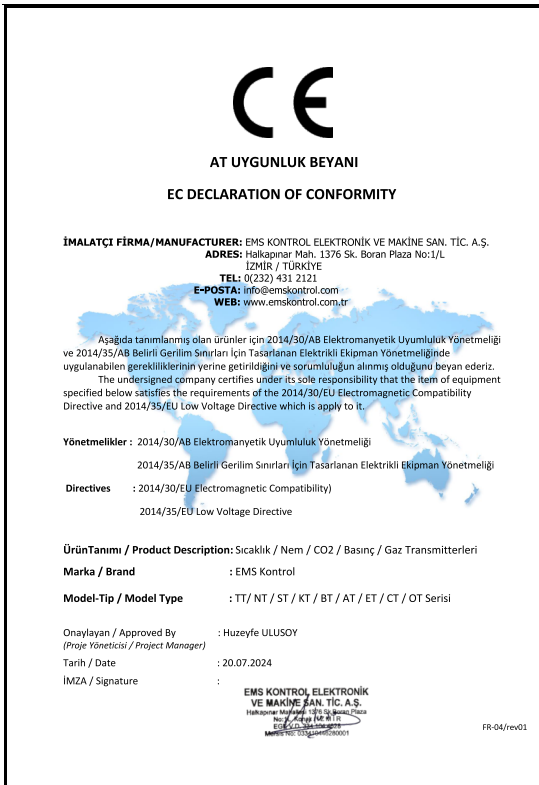 CE
AT UYGUNLUK BEYANI
EC DECLARATION OF CONFORMITY
İMALATÇI FİRMA/MANUFACTURER: EMS KONTROL ELEKTRONİK VE MAKİNE SAN. TİC. A.Ş.
ADRES: Halkapınar Mah. 1376 Sk. Boran Plaza No:1/L
İZMİR / TÜRKİYE
TEL: 0(232) 431 2121
E-POSTA: info@emskontrol.com
WEB: www.emskontrol.com.tr
Aşağıda tanımlanmış olan ürünler için 2014/30/AB Elektromanyetik Uyumluluk Yönetmeliği
ve 2014/35/AB Belirli Gerilim Sınırları İçin Tasarlanan Elektrikli Ekipman Yönetmeliğinde
uygulanabilen gerekliliklerinin yerine getirildiğini ve sorumluluğun alınmış olduğunu beyan ederiz.
The undersigned company certifies under its sole responsibility that the item of equipment
specified below satisfies the requirements of the 2014/30/EU Electromagnetic Compatibility
Directive and 2014/35/EU Low Voltage Directive which is apply to it.
Yönetmelikler : 2014/30/AB Elektromanyetik Uyumluluk Yönetmeliği
2014/35/AB Belirli Gerilim Sınırları İçin Tasarlanan Elektrikli Ekipman Yönetmeliği
Directives : 2014/30/EU Electromagnetic Compatibility)
2014/35/EU Low Voltage Directive
ÜrünTanımı / Product Description: Sıcaklık / Nem / CO2 / Basınç / Gaz Transmitterleri
Marka / Brand : EMS Kontrol
Model-Tip / Model Type : TT/ NT / ST / KT / BT / AT / ET / CT / OT Serisi
Onaylayan / Approved By : Huzeyfe ULUSOY
(Proje Yöneticisi / Project Manager)
Tarih / Date : 20.07.2024
İMZA / Signature :
EMS KONTROL ELEKTRONİK
VE MAKİNE SAN. TİC. A.Ş.
Halkapınar Mahallesi 1376 Sk.Boran Plaza
FR-04/rev01